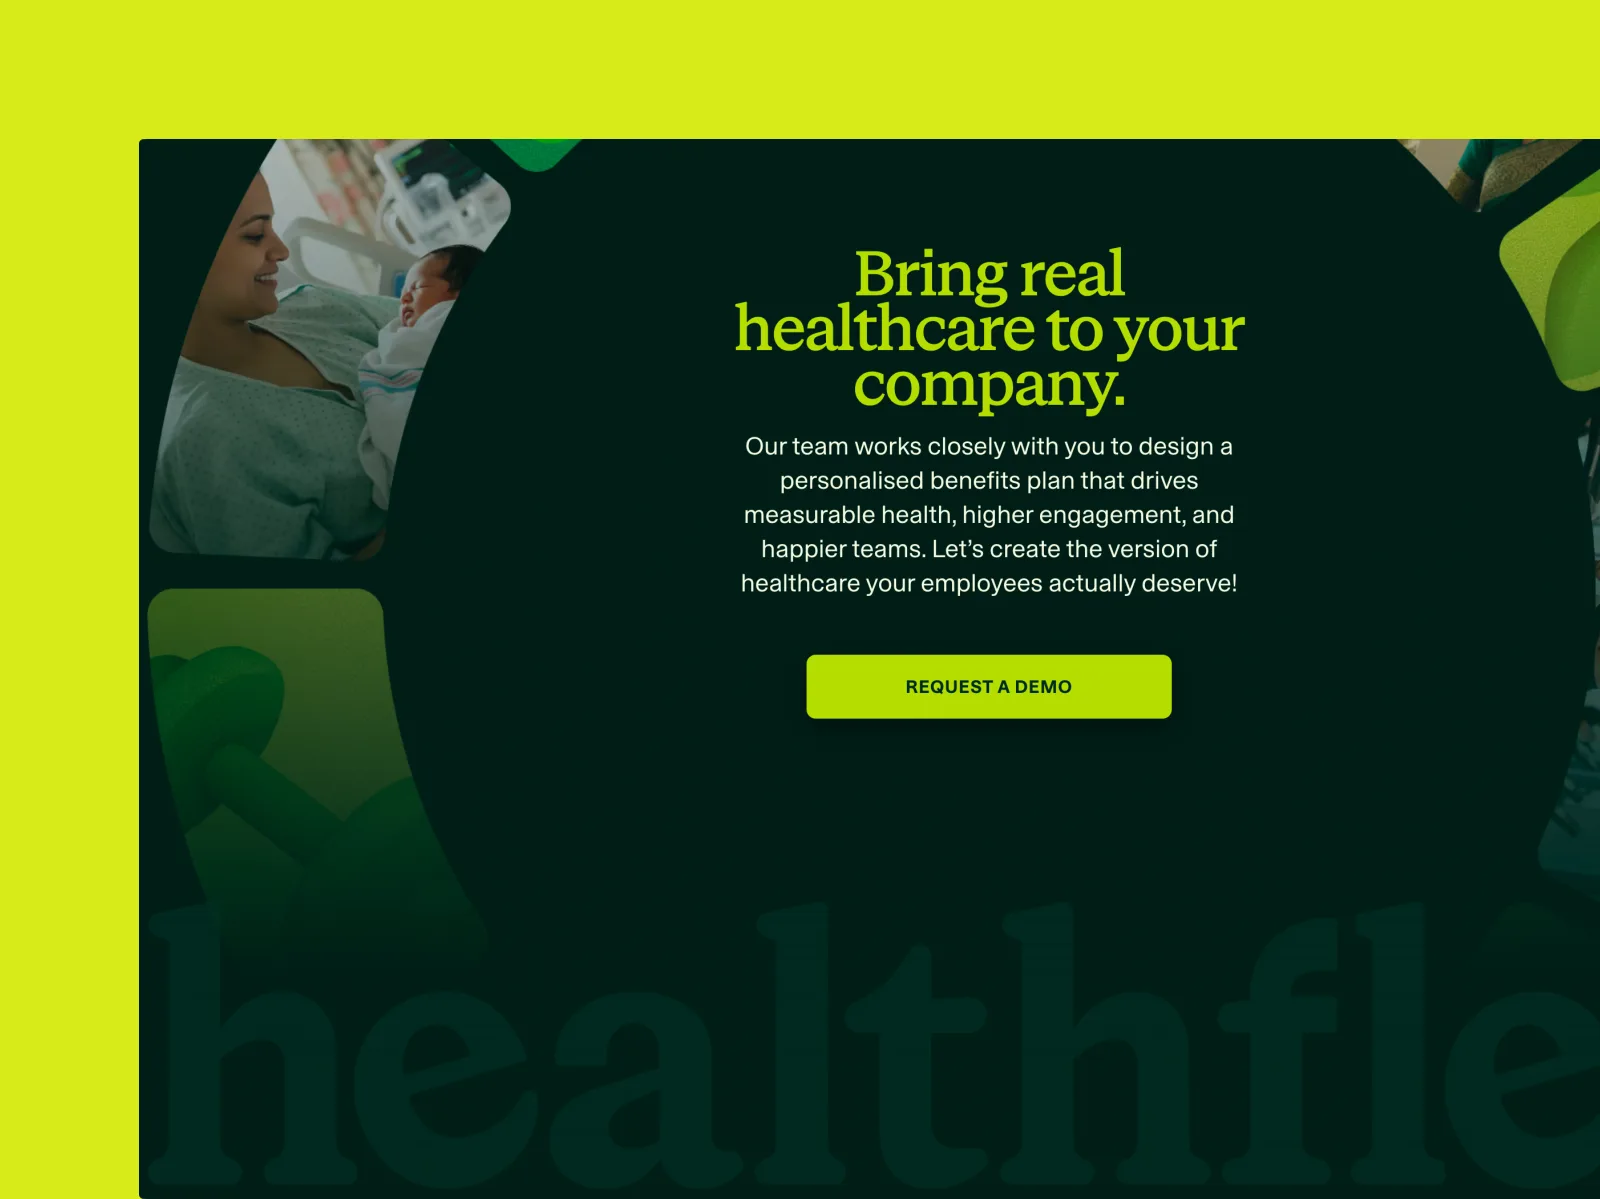 Bring real
healthcare to your
company.
Our team works closely with you to design a
personalised benefits plan that drives
measurable health, higher engagement, and
happier teams. Let’s create the version of
healthcare your employees actually deserve!
REQUEST A DEMO
healthfle